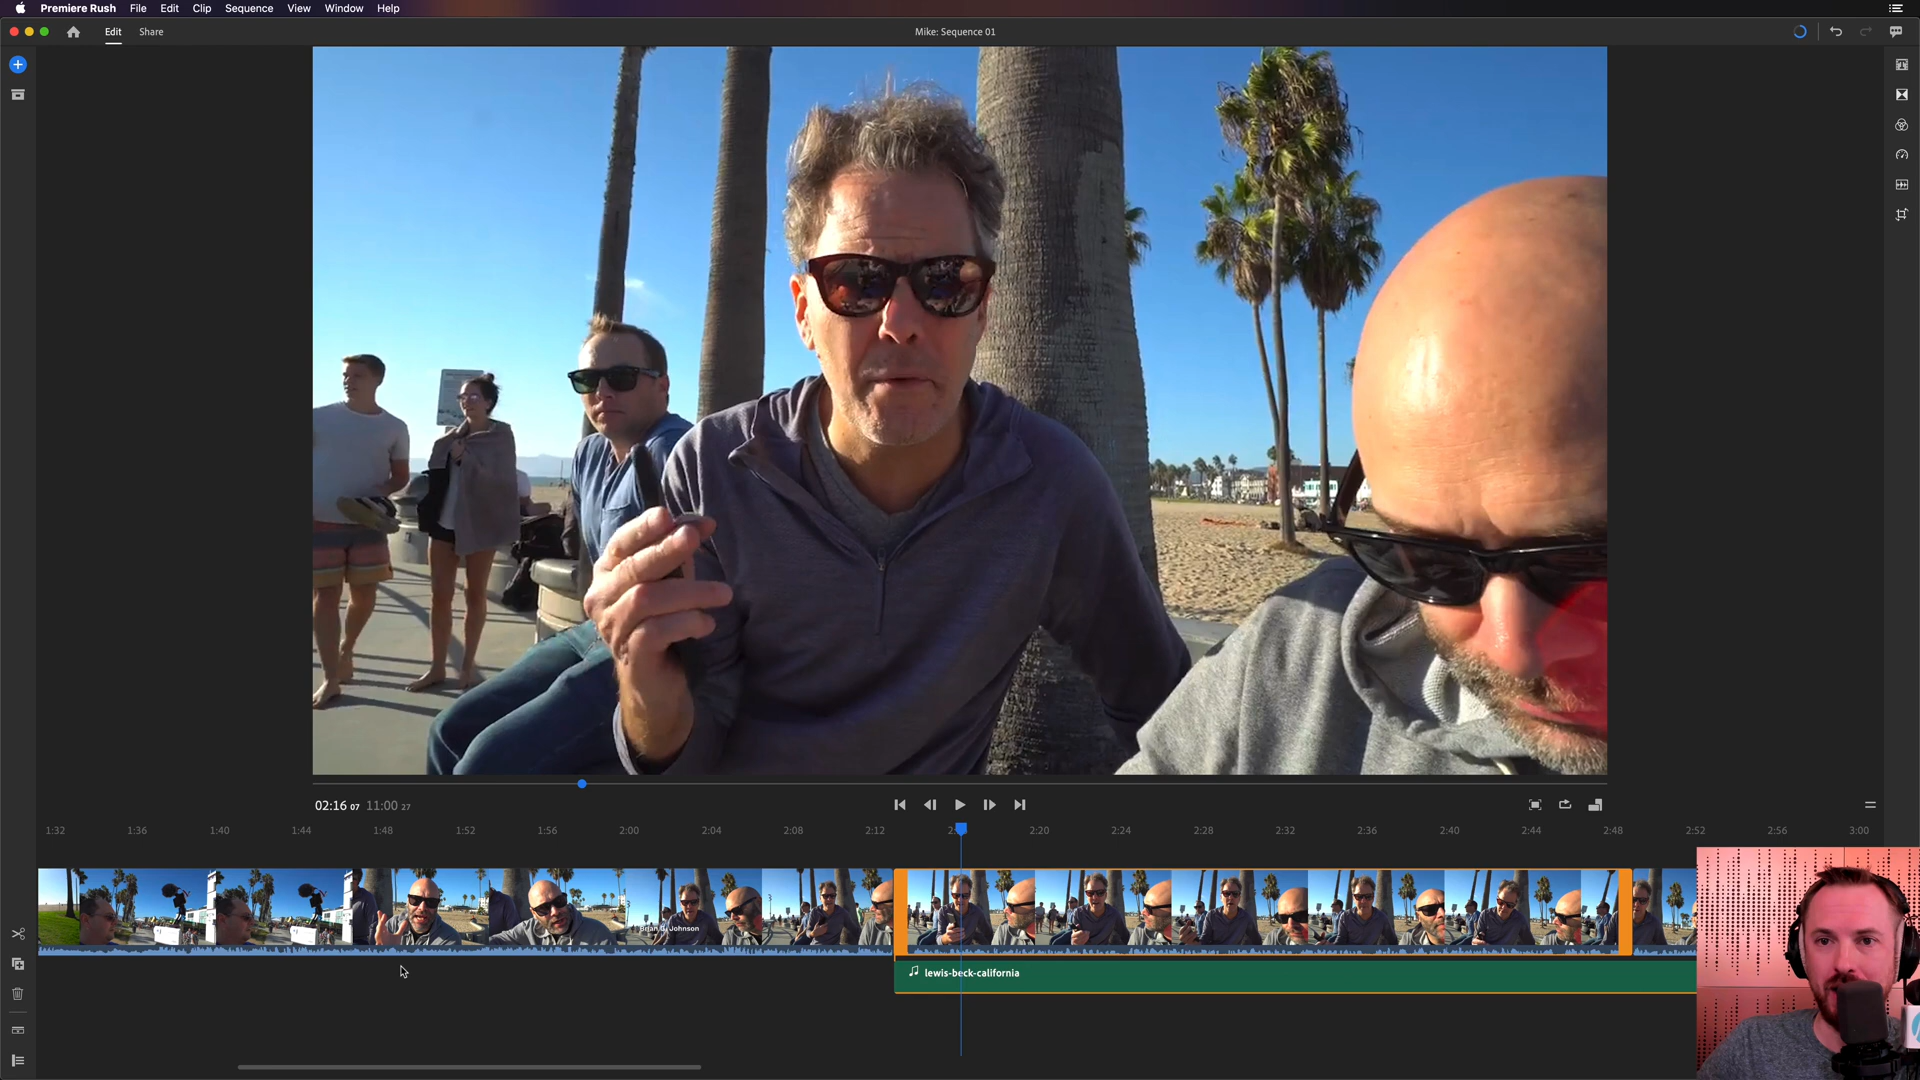 Premiere Rush File Edit Clip Sequence View Window Help
Edit Share Mike: Sequence 01
02:16 07 11:00 27
1:32 1:36 1:40 1:44 1:48 1:52 1:56 2:00 2:04 2:08 2:12 2:20 2:24 2:28 2:32 2:36 2:40 2:44 2:48 2:52 2:56 3:00
Johnson
lewis-beck-california